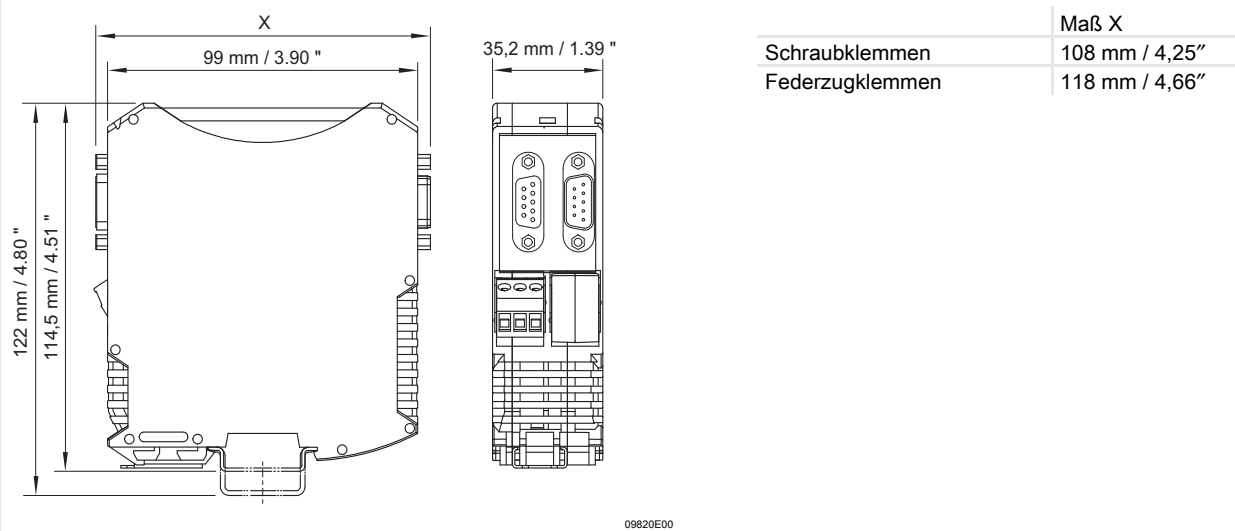 X
99 mm / 3.90 "
35,2 mm / 1.39 "
122 mm / 4.80 "
114,5 mm / 4.51 "
Maß X
Schraubklemmen 108 mm / 4,25″
Federzugklemmen 118 mm / 4,66″
09820E00